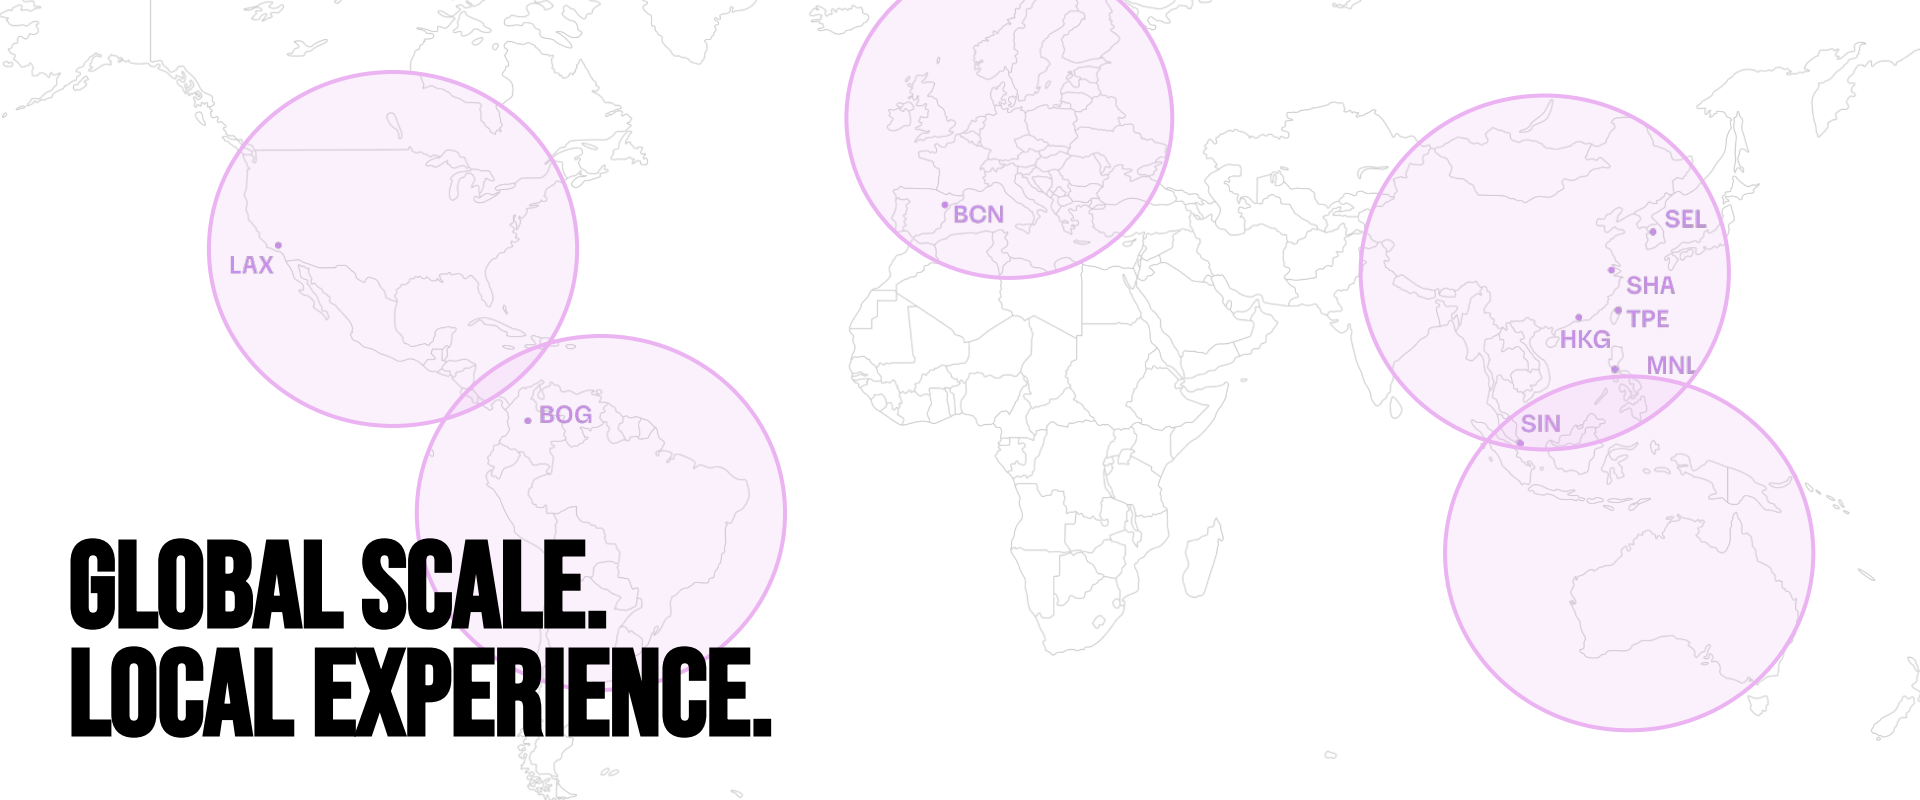 BCN
SEL
LAX
SHA
TPE
HKG
MNL
BOG
SIN
GLOBAL SCALE.
LOCAL EXPERIENCE.